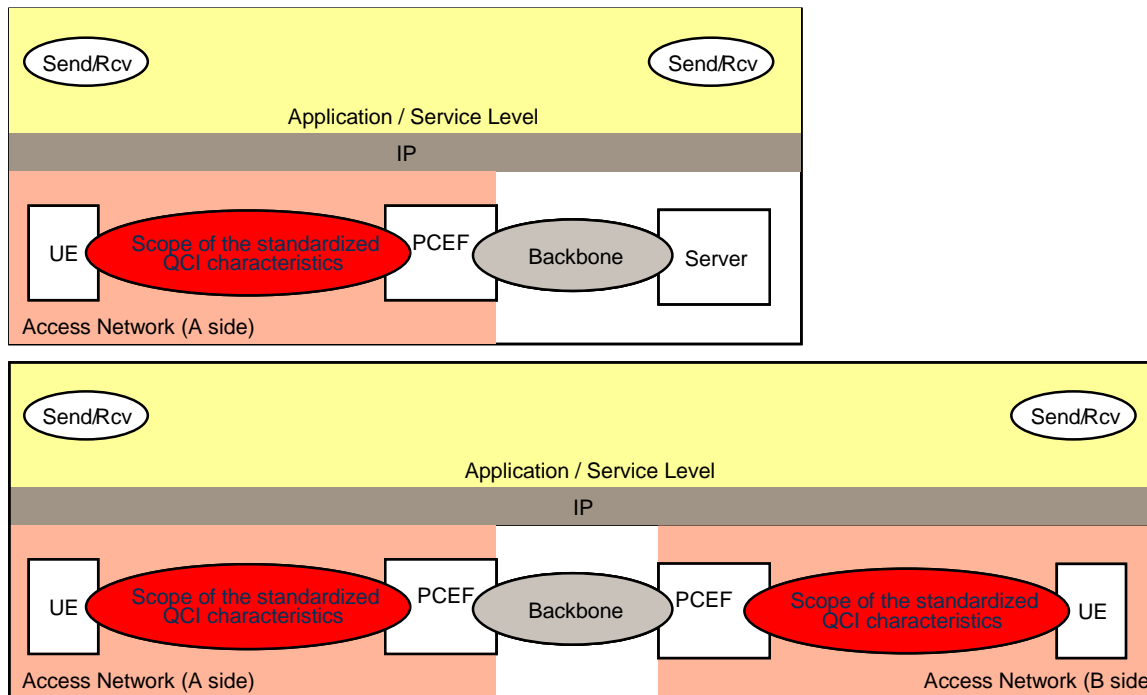 Send/Rcv
Send/Rcv
Application / Service Level
IP
UE
Scope of the standardized
QCI characteristics
PCEF
Backbone
Server
Access Network (A side)
Send/Rcv
Send/Rcv
Application / Service Level
IP
UE
Scope of the standardized
QCI characteristics
PCEF
Backbone
PCEF
Scope of the standardized
QCI characteristics
UE
Access Network (A side)
Access Network (B side